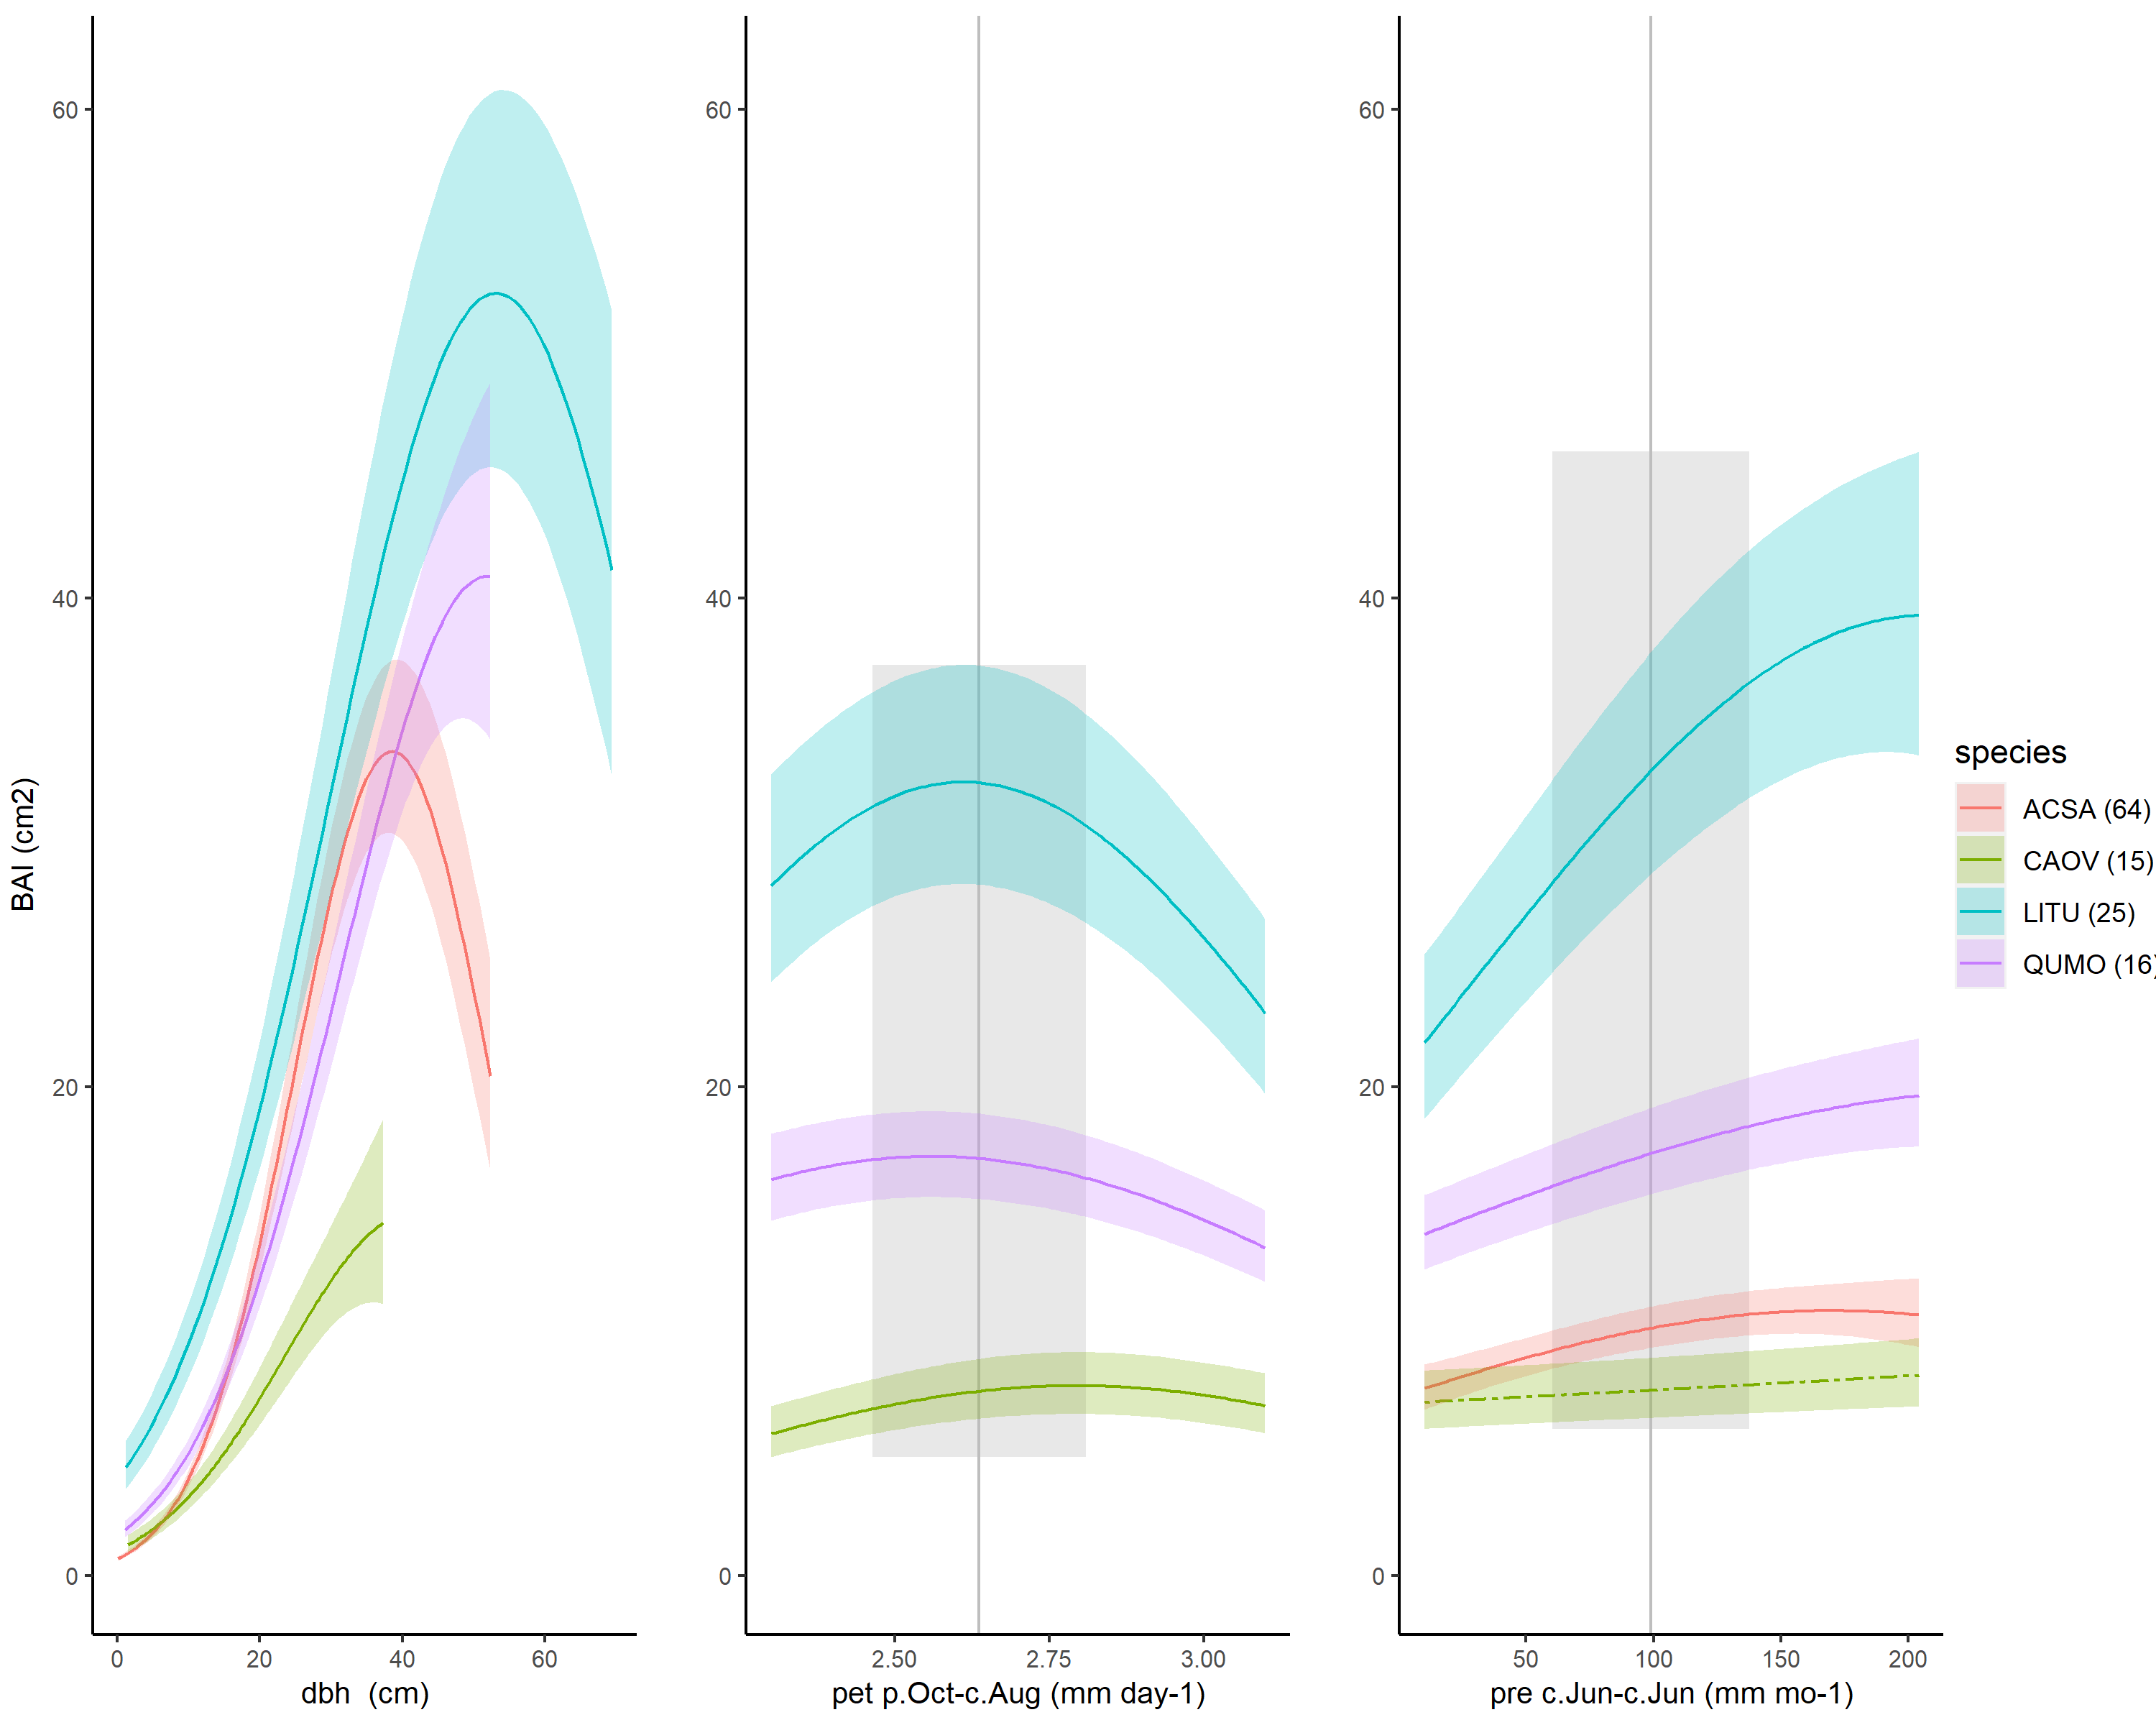 BAI (cm2)
60
40
20
0
0 20 40 60
dbh  (cm)
60
40
20
0
2.50 2.75 3.00
pet p.Oct-c.Aug (mm day-1)
60
40
20
0
50 100 150 200
pre c.Jun-c.Jun (mm mo-1)
species
ACSA (64)
CAOV (15)
LITU (25)
QUMO (16)